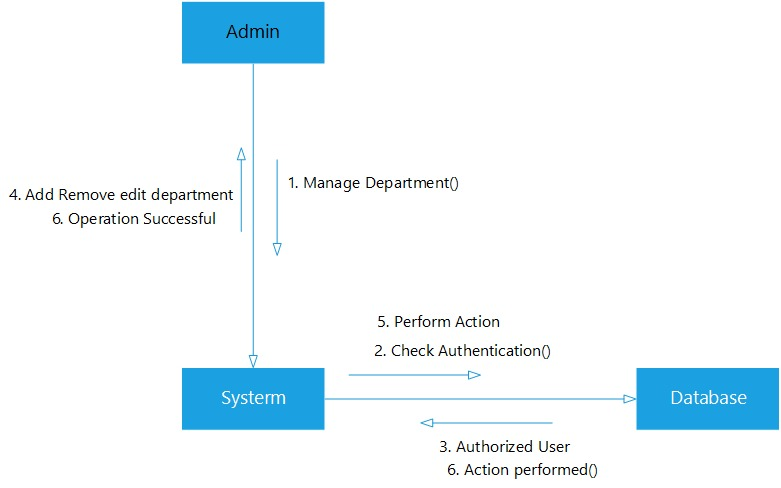 Admin
1. Manage Department()
4. Add Remove edit department
6. Operation Successful
5. Perform Action
2. Check Authentication()
Systerm
Database
3. Authorized User
6. Action performed()